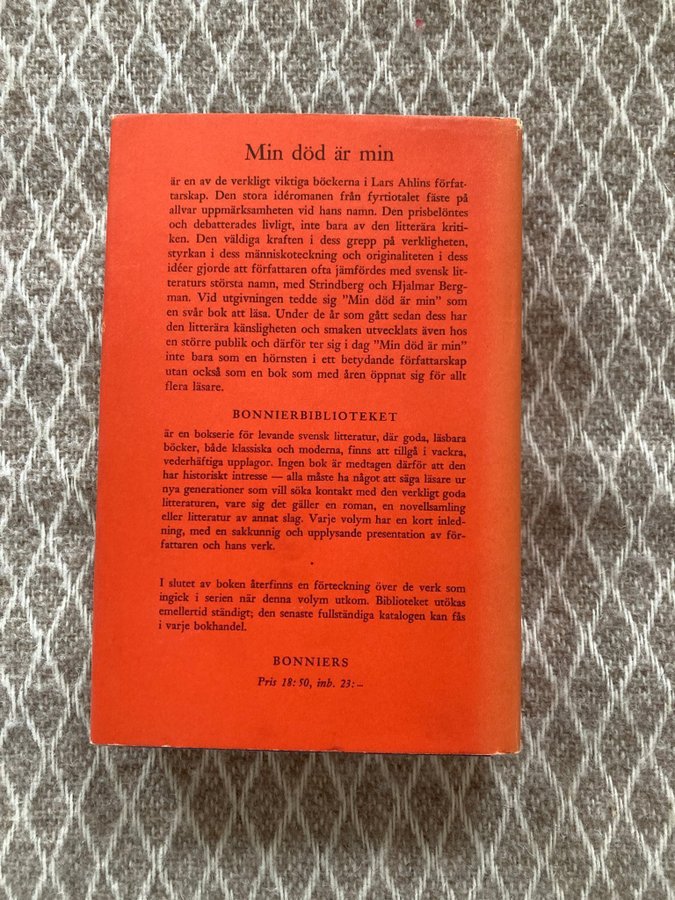 Min död är min
är en av de verkligt viktiga böckerna i Lars Ahlins förfat-
tarskap. Den stora idéromanen från fyrtiotalet fäste på
allvar uppmärksamheten vid hans namn. Den prisbelöntes
och debatterades livligt, inte bara av den litterära kriti-
ken. Den väldiga kraften i dess grepp på verkligheten,
styrkan i dess människoteckning och originaliteten i dess
idéer gjorde att författaren ofta jämfördes med svensk lit-
teraturs största namn, med Strindberg och Hjalmar Berg-
man. Vid utgivningen tedde sig "Min död är min" som
en svår bok att läsa. Under de år som gått sedan dess har
den litterära känsligheten och smaken utvecklats även hos
en större publik och därför ter sig i dag "Min död är min"
inte bara som en hörnsten i ett betydande författarskap
utan också som en bok som med åren öppnat sig för allt
flera läsare.
BONNIERBIBLIOTEKET
är en bokserie för levande svensk litteratur, där goda, läsbara
böcker, både klassiska och moderna, finns att tillgå i vackra,
vederhäftiga upplagor. Ingen bok är medtagen därför att den
har historiskt intresse — alla måste ha något att säga läsare ur
nya generationer som vill söka kontakt med den verkligt goda
litteraturen, vare sig det gäller en roman, en novellsamling
eller litteratur av annat slag. Varje volym har en kort inled-
ning, med en sakkunnig och upplysande presentation av för-
fattaren och hans verk.
I slutet av boken återfinns en förteckning över de verk som
ingick i serien när denna volym utkom. Biblioteket utökas
emellertid ständigt; den senaste fullständiga katalogen kan fås
i varje bokhandel.
BONNIERS
Pris 18: 50, inb. 23: –